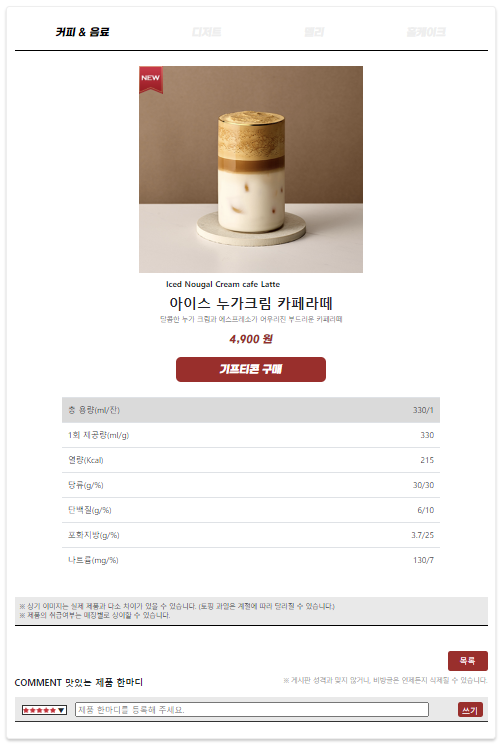 커피 & 음료 디저트 델리 홀케이크
NEW
Iced Nougal Cream cafe Latte
아이스 누가크림 카페라떼
달콤한 누가 크림과 에스프레소가 어우러진 부드러운 카페라떼
4,900 원
기프티콘 구매
총 용량(ml/잔) 330/1
1회 제공량(ml/g) 330
열량(Kcal) 215
당류(g/%) 30/30
단백질(g/%) 6/10
포화지방(g/%) 3.7/25
나트륨(mg/%) 130/7
※ 상기 이미지는 실제 제품과 다소 차이가 있을 수 있습니다. (토핑 과일은 계절에 따라 달라질 수 있습니다.)
※ 제품의 취급여부는 매장별로 상이할 수 있습니다.
목록
COMMENT 맛있는 제품 한마디
※ 게시판 성격과 맞지 않거나, 비방글은 언제든지 삭제될 수 있습니다.
★★★★★
제품 한마디를 등록해 주세요.
쓰기